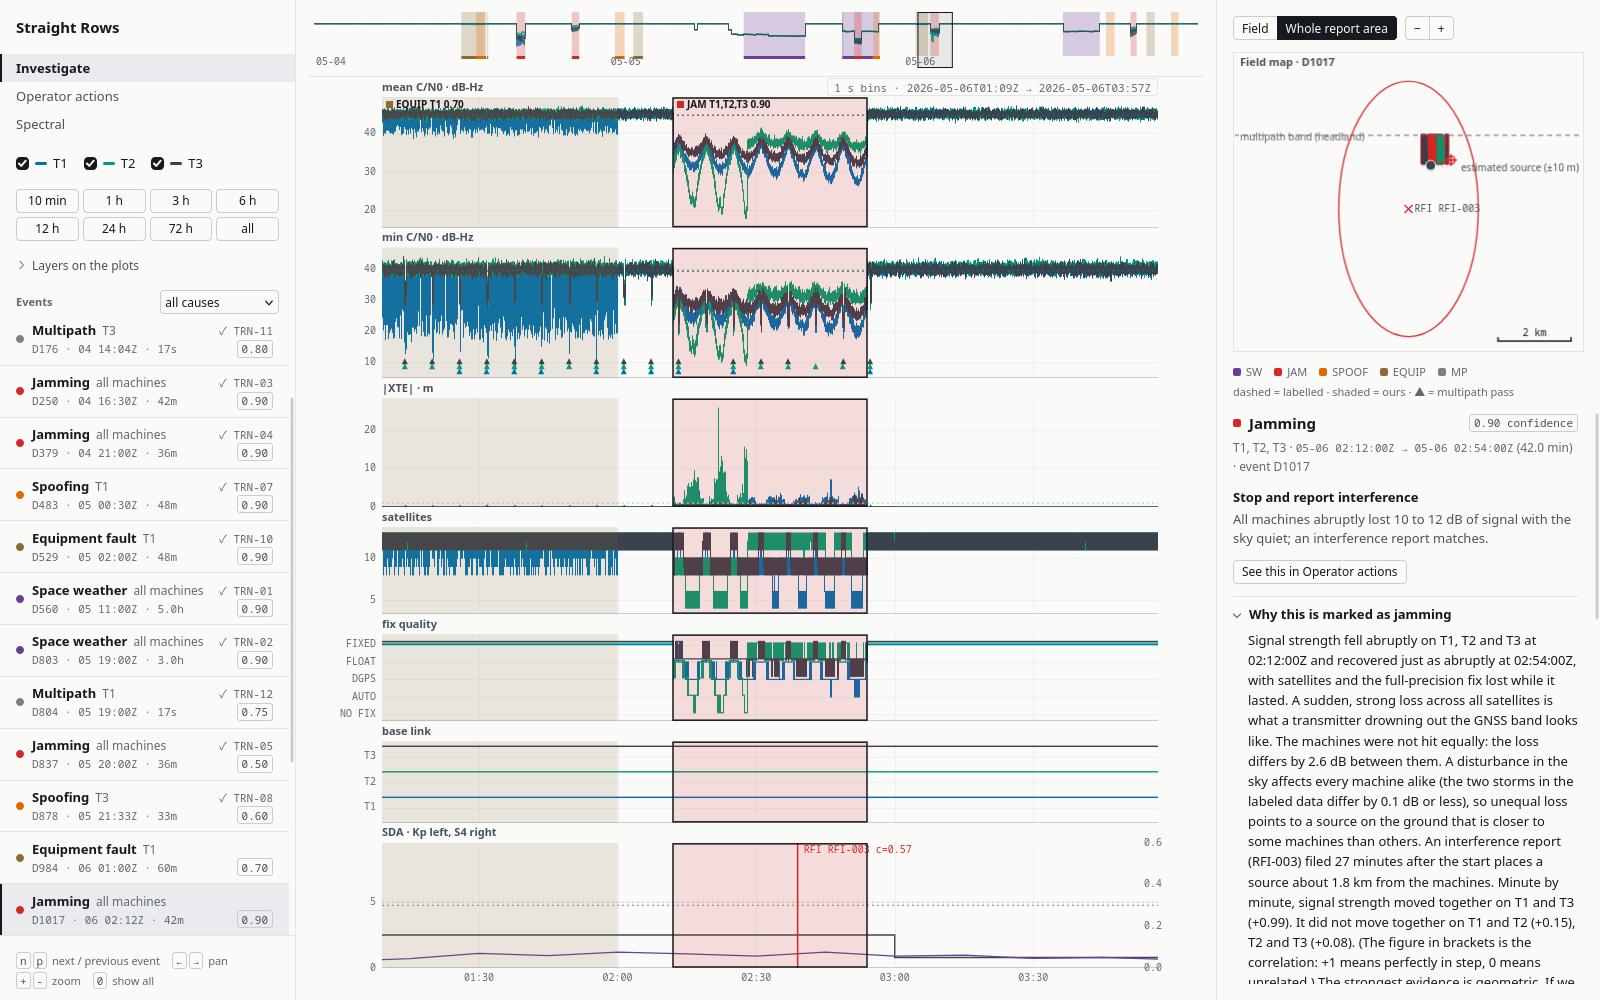 Straight Rows
Investigate
Operator actions
Spectral
T1 T2 T3
10 min 1 h 3 h 6 h
12 h 24 h 72 h all
Layers on the plots
Events all causes
Multipath T3 ✓ TRN-11
D176 · 04 14:04Z · 17s 0.80
Jamming all machines ✓ TRN-03
D250 · 04 16:30Z · 42m 0.90
Jamming all machines ✓ TRN-04
D379 · 04 21:00Z · 36m 0.90
Spoofing T1 ✓ TRN-07
D483 · 05 00:30Z · 48m 0.90
Equipment fault T1 ✓ TRN-10
D529 · 05 02:00Z · 48m 0.90
Space weather all machines ✓ TRN-01
D560 · 05 11:00Z · 5.0h 0.90
Space weather all machines ✓ TRN-02
D803 · 05 19:00Z · 3.0h 0.90
Multipath T1 ✓ TRN-12
D804 · 05 19:00Z · 17s 0.75
Jamming all machines ✓ TRN-05
D837 · 05 20:00Z · 36m 0.50
Spoofing T3 ✓ TRN-08
D878 · 05 21:33Z · 33m 0.60
Equipment fault T1
D984 · 06 01:00Z · 60m 0.70
Jamming all machines
D1017 · 06 02:12Z · 42m 0.90
n p next / previous event ← → pan
+ - zoom 0 show all
05-04 05-05 05-06
mean C/N0 · dB-Hz
1 s bins · 2026-05-06T01:09Z → 2026-05-06T03:57Z
EQUIP T1 0.70
JAM T1,T2,T3 0.90
40
30
20
min C/N0 · dB-Hz
40
30
20
10
|XTE| · m
20
10
0
satellites
10
5
fix quality
FIXED
FLOAT
DGPS
AUTO
NO FIX
base link
T3
T2
T1
SDA · Kp left, S4 right
RFI RFI-003 c=0.57
0.6
0.4
5
0.2
0 0.0
01:30 02:00 02:30 03:00 03:30
Field Whole report area − +
Field map · D1017
multipath band (headland)
estimated source (±10 m)
RFI RFI-003
2 km
SW JAM SPOOF EQUIP MP
dashed = labelled · shaded = ours · ▲ = multipath pass
Jamming 0.90 confidence
T1, T2, T3 · 05-06 02:12:00Z → 05-06 02:54:00Z (42.0 min)
· event D1017
Stop and report interference
All machines abruptly lost 10 to 12 dB of signal with the
sky quiet; an interference report matches.
See this in Operator actions
Why this is marked as jamming
Signal strength fell abruptly on T1, T2 and T3 at
02:12:00Z and recovered just as abruptly at 02:54:00Z,
with satellites and the full-precision fix lost while it
lasted. A sudden, strong loss across all satellites is
what a transmitter drowning out the GNSS band looks
like. The machines were not hit equally: the loss
differs by 2.6 dB between them. A disturbance in the
sky affects every machine alike (the two storms in the
labeled data differ by 0.1 dB or less), so unequal loss
points to a source on the ground that is closer to
some machines than others. An interference report
(RFI-003) filed 27 minutes after the start places a
source about 1.8 km from the machines. Minute by
minute, signal strength moved together on T1 and T3
(+0.99). It did not move together on T1 and T2 (+0.15),
T2 and T3 (+0.08). (The figure in brackets is the
correlation: +1 means perfectly in step, 0 means
unrelated.) The strongest evidence is geometric. If we